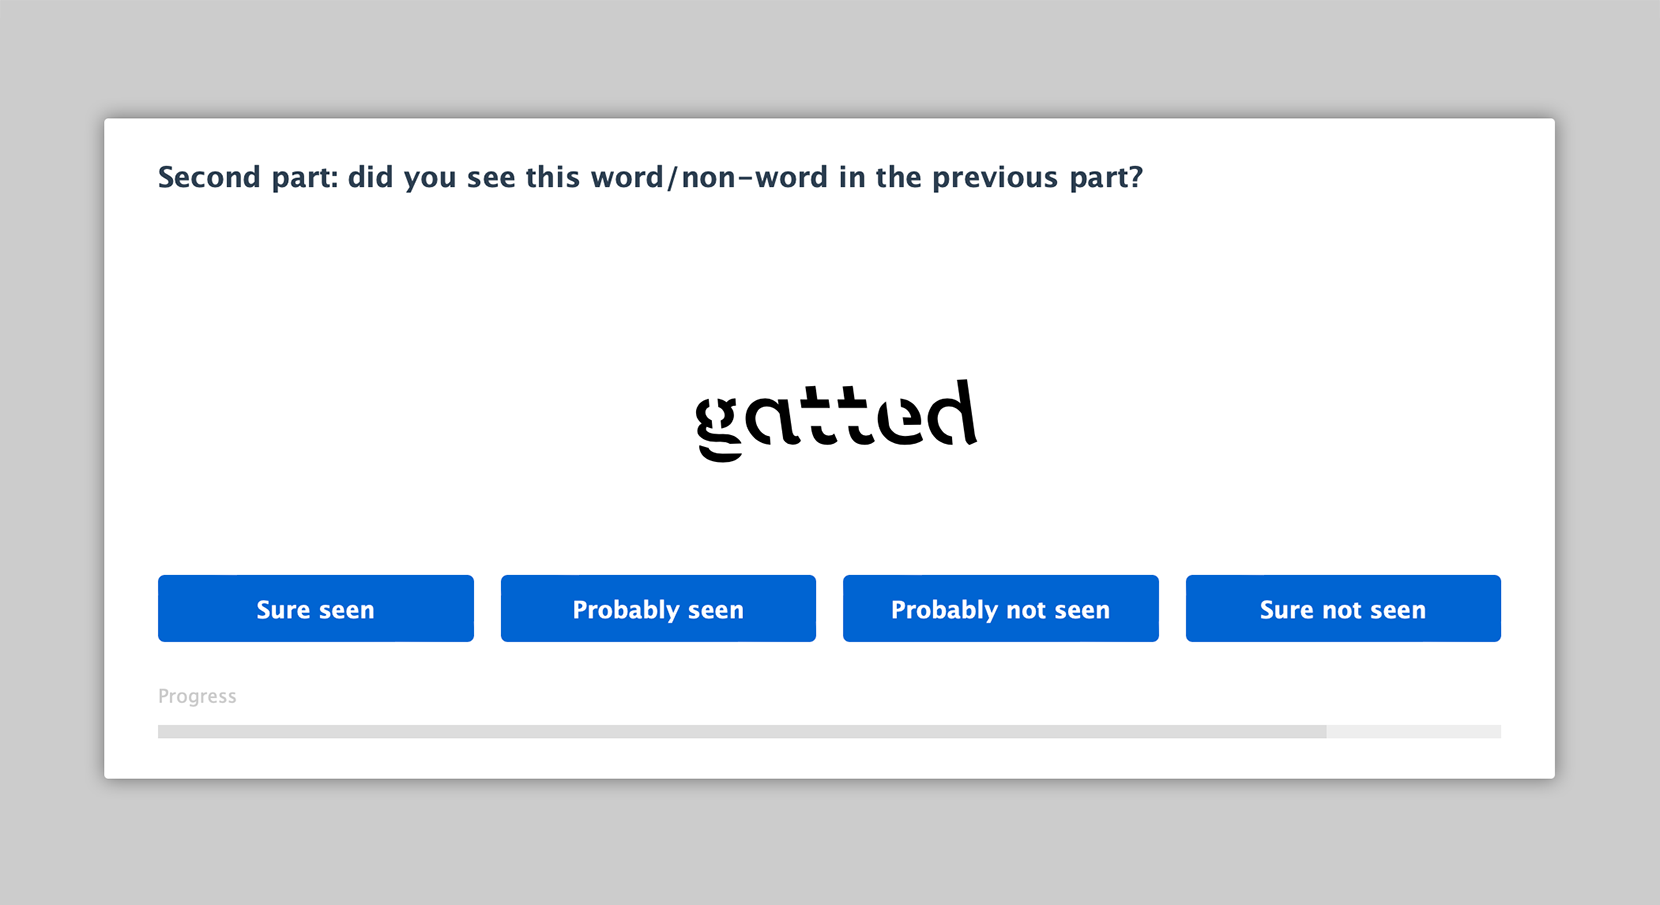 Second part: did you see this word/non-word in the previous part?
gatted
Sure seen
Probably seen
Probably not seen
Sure not seen
Progress